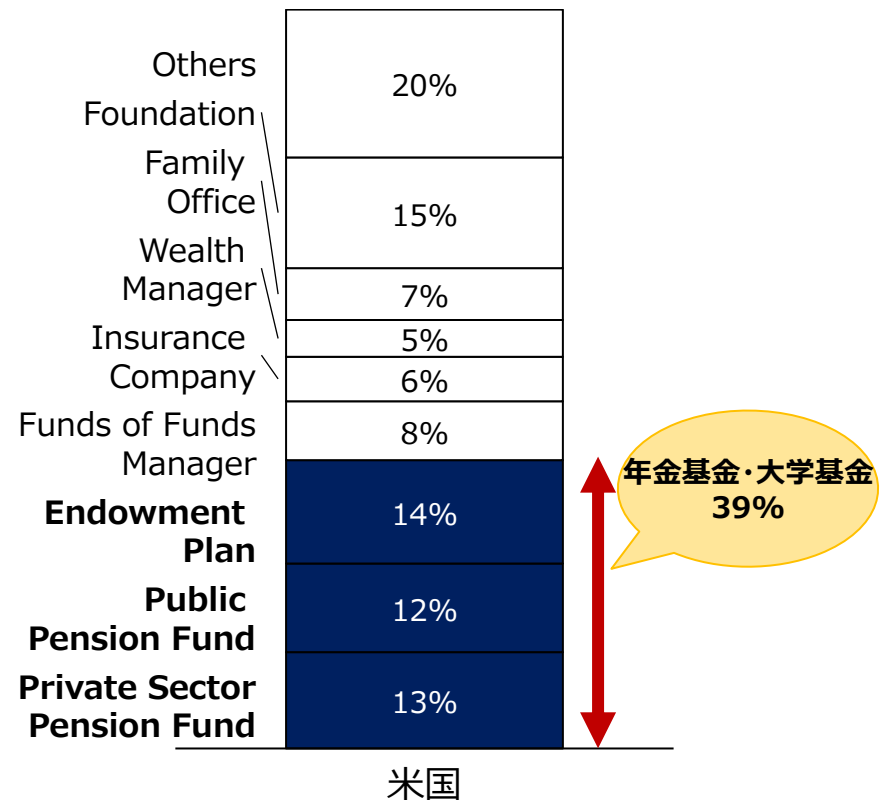 Others
20%
Foundation
15%
Family
Office
7%
Wealth
Manager
5%
Insurance
Company
6%
Funds of Funds
Manager
8%
Endowment
Plan
14%
Public
Pension Fund
12%
Private Sector
Pension Fund
13%
年金基金・大学基金
39%
米国